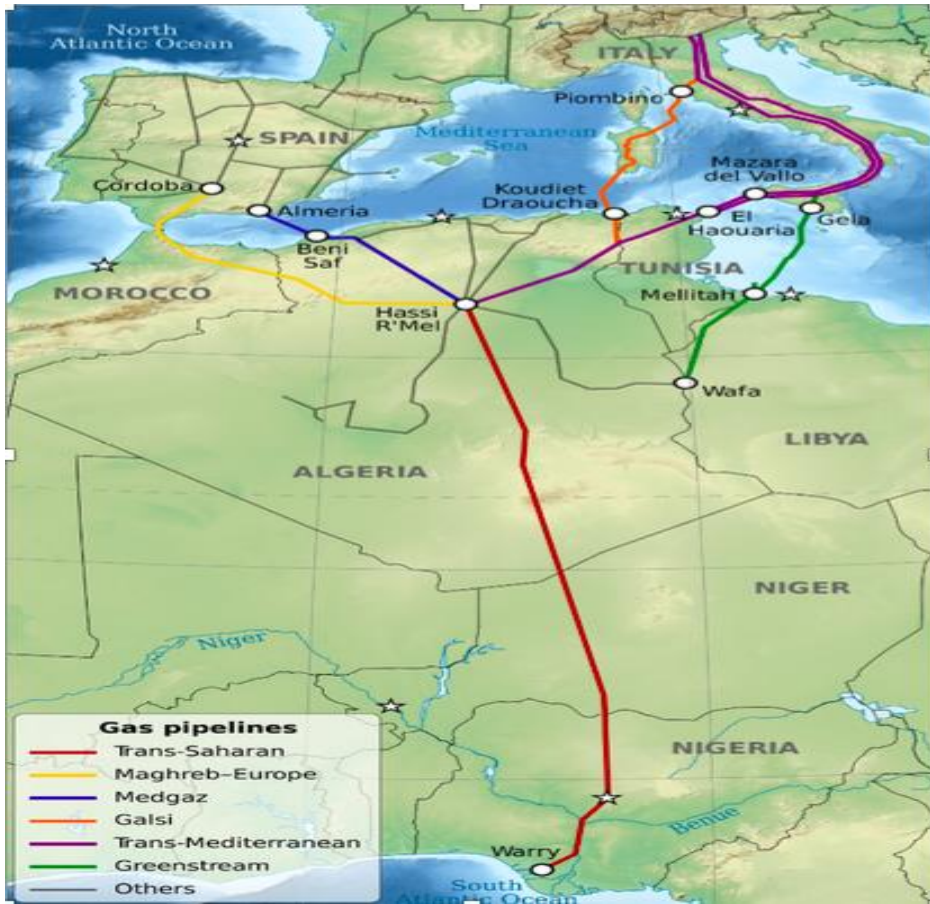 North
Atlantic Ocean
ITALY
Piombino
SPAIN
Mediterranean
Sea
Mazara
del Vallo
Cordoba
Koudiet
Draoucha
Almeria
El
Haouaria
Gela
Beni
Saf
TUNISIA
MOROCCO
Mellitah
Hassi
R'Mel
Wafa
LIBYA
ALGERIA
NIGER
Niger
NIGERIA
Benue
Warry
South
Atlantic Ocean
Gas pipelines
Trans-Saharan
Maghreb–Europe
Medgaz
Galsi
Trans-Mediterranean
Greenstream
Others